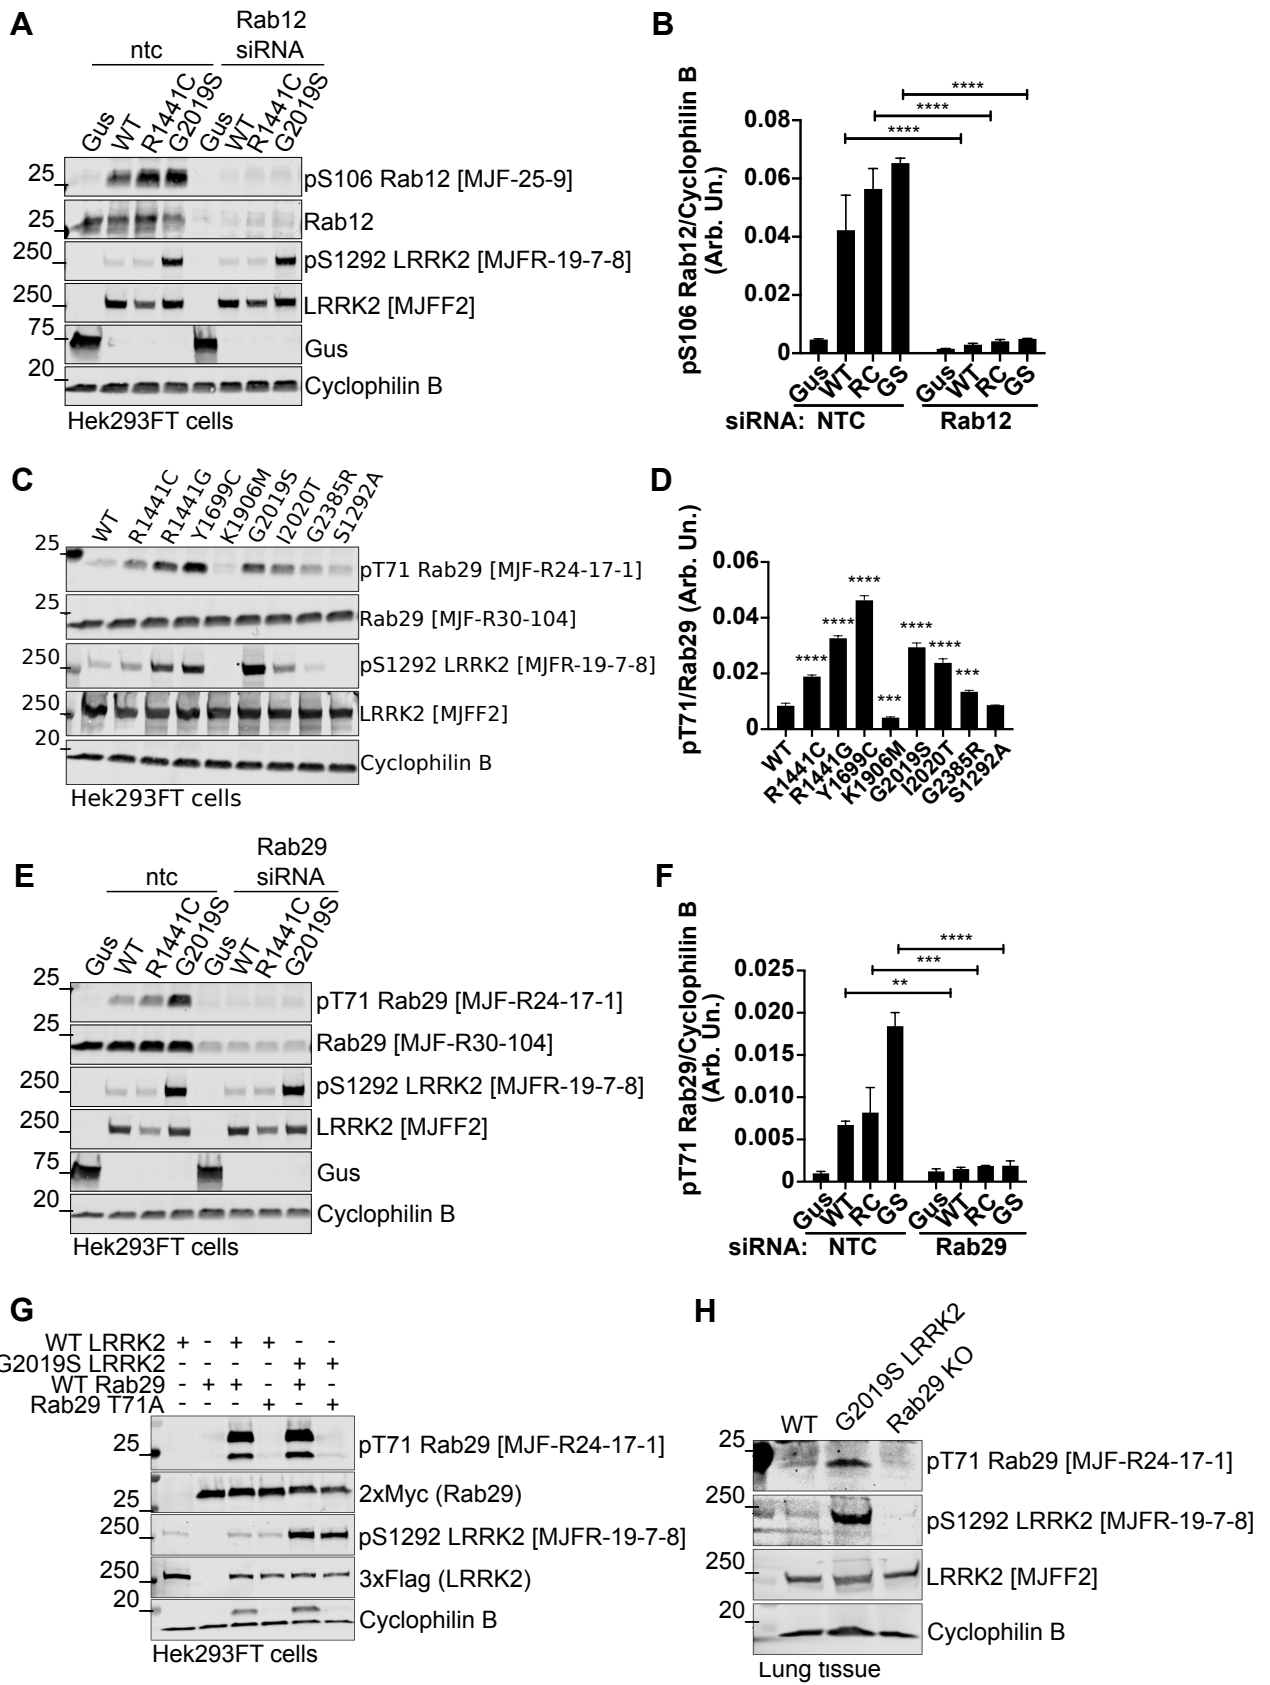 A
Rab12
ntc siRNA
Gus WT R1441C G2019S Gus WT R1441C G2019S
25 pS106 Rab12 [MJF-25-9]
25 Rab12
250 pS1292 LRRK2 [MJFR-19-7-8]
250 LRRK2 [MJFF2]
75 Gus
20 Cyclophilin B
Hek293FT cells
B
pS106 Rab12/Cyclophilin B
(Arb. Un.)
****
****
****
0.08
0.06
0.04
0.02
0
Gus WT RC GS Gus WT RC GS
siRNA: NTC Rab12
C
WT R1441C R1441G Y1699C K1906M G2019S I2020T G2385R S1292A
25 pT71 Rab29 [MJF-R24-17-1]
25 Rab29 [MJF-R30-104]
250 pS1292 LRRK2 [MJFR-19-7-8]
250 LRRK2 [MJFF2]
20 Cyclophilin B
Hek293FT cells
D
pT71/Rab29 (Arb. Un.)
0.06
0.04
0.02
0
**** **** **** *** **** **** ***
WT R1441C R1441G Y1699C K1906M G2019S I2020T G2385R S1292A
E
Rab29
ntc siRNA
Gus WT R1441C G2019S Gus WT R1441C G2019S
25 pT71 Rab29 [MJF-R24-17-1]
25 Rab29 [MJF-R30-104]
250 pS1292 LRRK2 [MJFR-19-7-8]
250 LRRK2 [MJFF2]
75 Gus
20 Cyclophilin B
Hek293FT cells
F
pT71 Rab29/Cyclophilin B
(Arb. Un.)
****
***
**
0.025
0.020
0.015
0.010
0.005
0
Gus WT RC GS Gus WT RC GS
siRNA: NTC Rab29
G
WT LRRK2 + - + + - -
G2019S LRRK2 - - - - + +
WT Rab29 - + + - + -
Rab29 T71A - - - + - +
25 pT71 Rab29 [MJF-R24-17-1]
25 2xMyc (Rab29)
250 pS1292 LRRK2 [MJFR-19-7-8]
250 3xFlag (LRRK2)
20 Cyclophilin B
Hek293FT cells
H
WT G2019S LRRK2 Rab29 KO
25 pT71 Rab29 [MJF-R24-17-1]
250 pS1292 LRRK2 [MJFR-19-7-8]
250 LRRK2 [MJFF2]
20 Cyclophilin B
Lung tissue